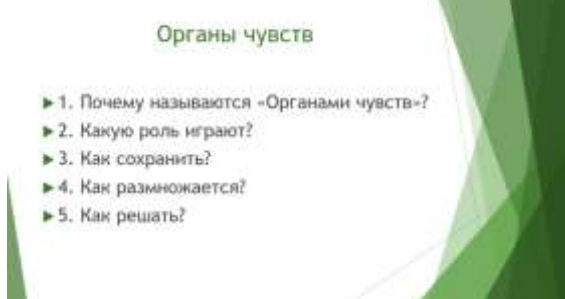 Органы чувств
1. Почему называются «Органами чувств»?
2. Какую роль играют?
3. Как сохранить?
4. Как размножается?
5. Как решать?